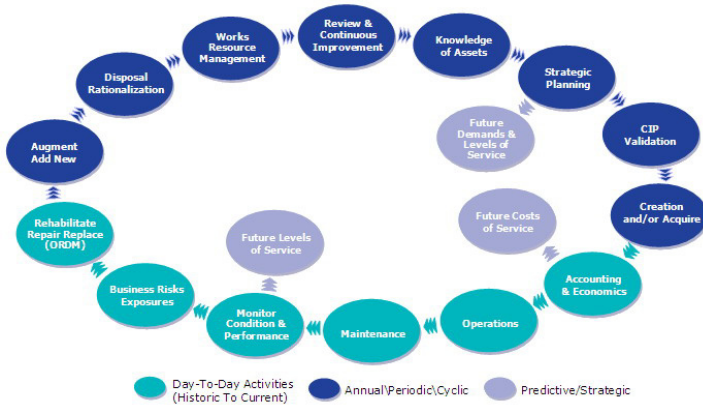 Review &
Continuous
Improvement
Works
Resource
Management
Knowledge
of Assets
Disposal
Rationalization
Strategic
Planning
Augment
Add New
Future
Demands &
Levels of
Service
CIP
Validation
Rehabilitate
Repair Replace
(ORDM)
Future Levels
of Service
Future Costs
of Service
Creation
and/or Acquire
Business Risks
Exposures
Monitor
Condition &
Performance
Maintenance
Operations
Accounting
& Economics
Day-To-Day Activities
(Historic To Current)
Annual\Periodic\Cyclic
Predictive/Strategic